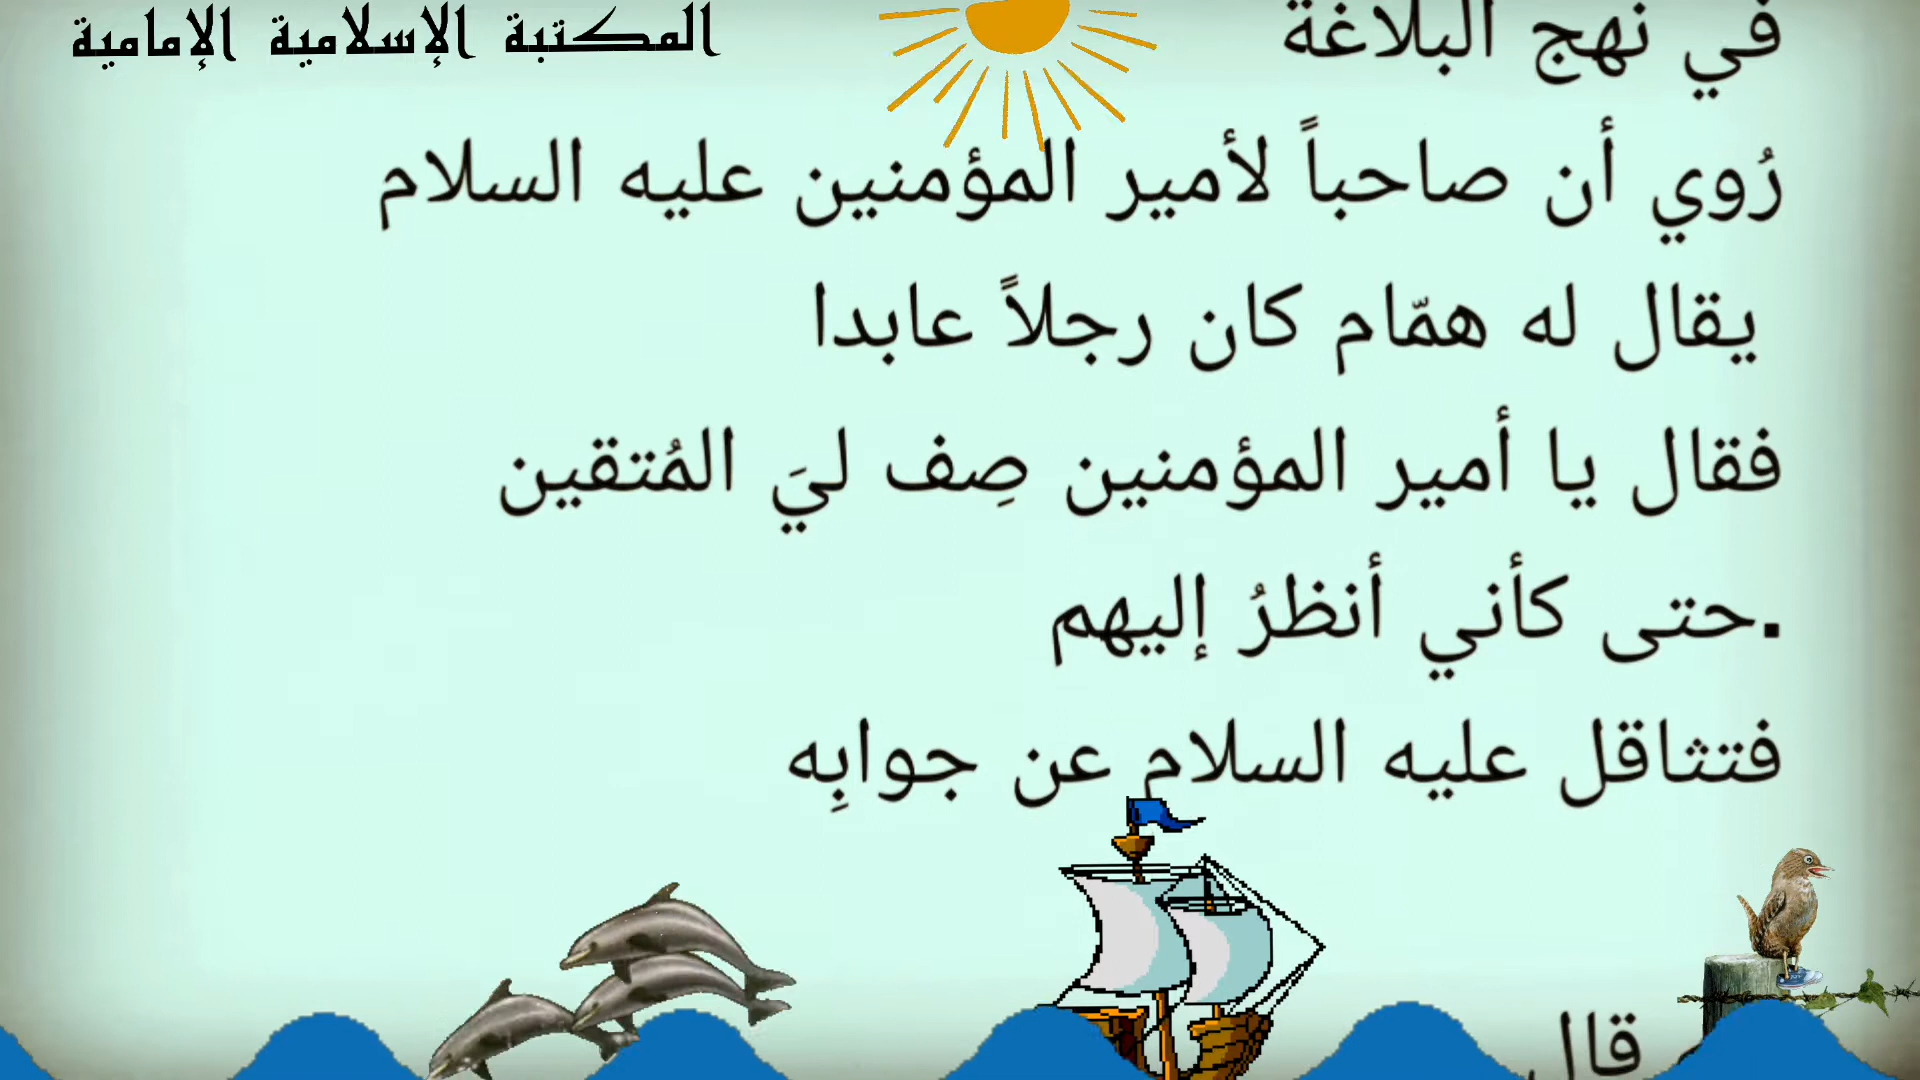 المكتبة الإسلامية الإمامية
في نهج البلاغة
رُوي أن صاحباً لأمير المؤمنين عليه السلام
يقال له همّام كان رجلاً عابدا
فقال يا أمير المؤمنين صِف ليَ المُتقين
.حتى كأني أنظرُ إليهم
فتثاقل عليه السلام عن جوابِه
قال